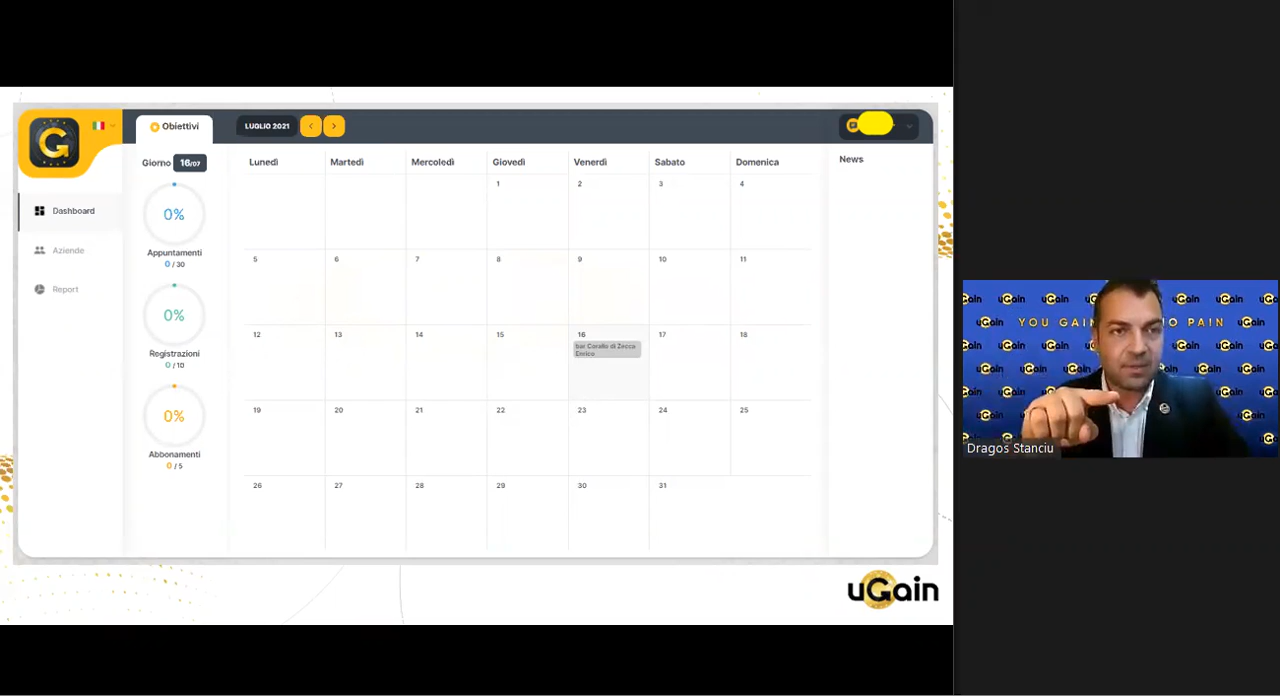 G
Obiettivi
LUGLIO 2021
< >
Giorno 16/07
Lunedì Martedì Mercoledì Giovedì Venerdì Sabato Domenica
News
Dashboard
Aziende
Report
0%
Appuntamenti
0 / 30
0%
Registrazioni
0 / 10
0%
Abbonamenti
0 / 5
1 2 3 4
5 6 7 8 9 10 11
12 13 14 15 16 17 18
bar Corallo di Zecca
Enrico
19 20 21 22 23 24 25
26 27 28 29 30 31
uGain
YOU GAIN NO PAIN
uGain
Dragos Stanciu